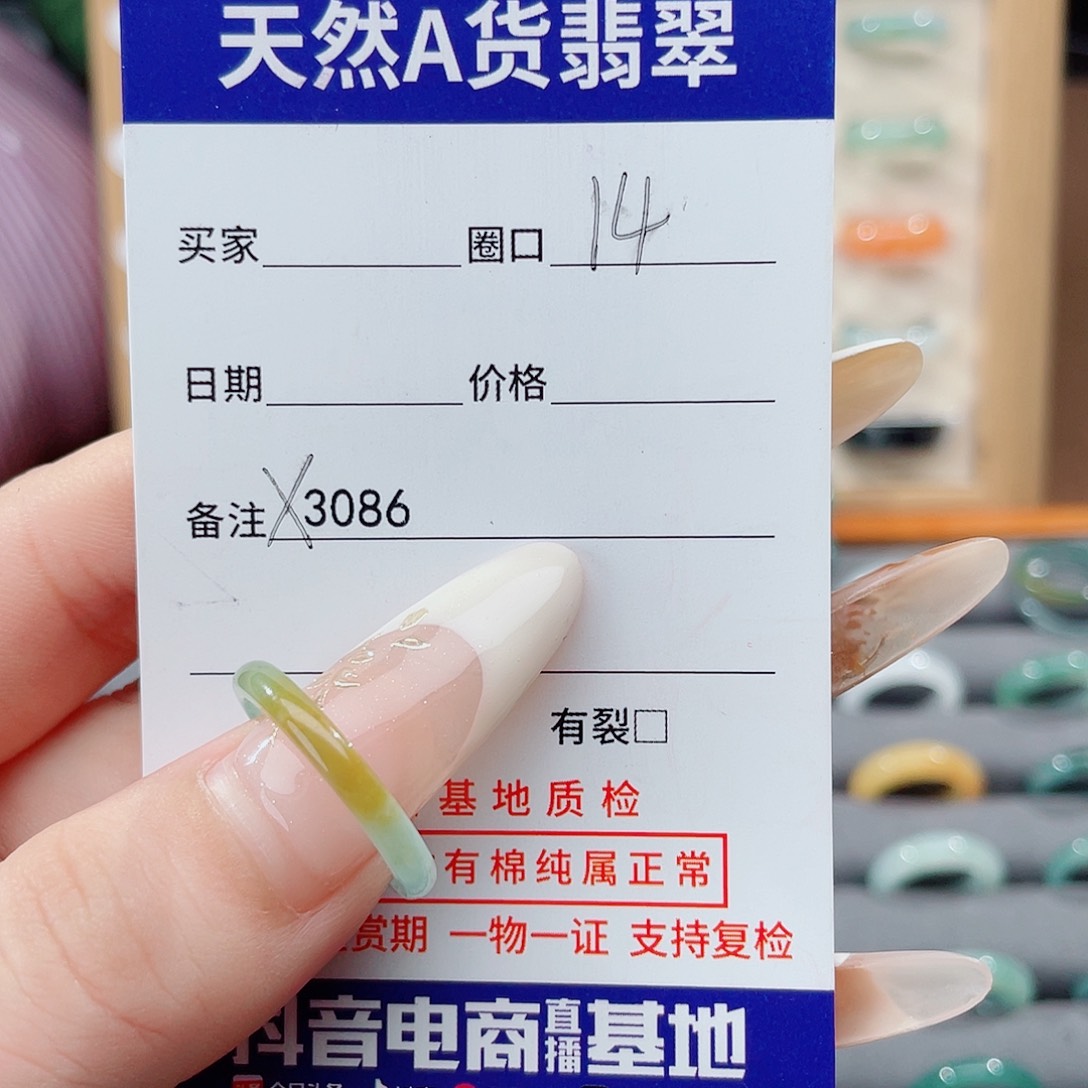 天然A货翡翠
买家 圈口 14
日期 价格
备注 X3086
有裂□
基地质检
有棉纯属正常
赏期 一物一证 支持复检
抖音电商直播基地